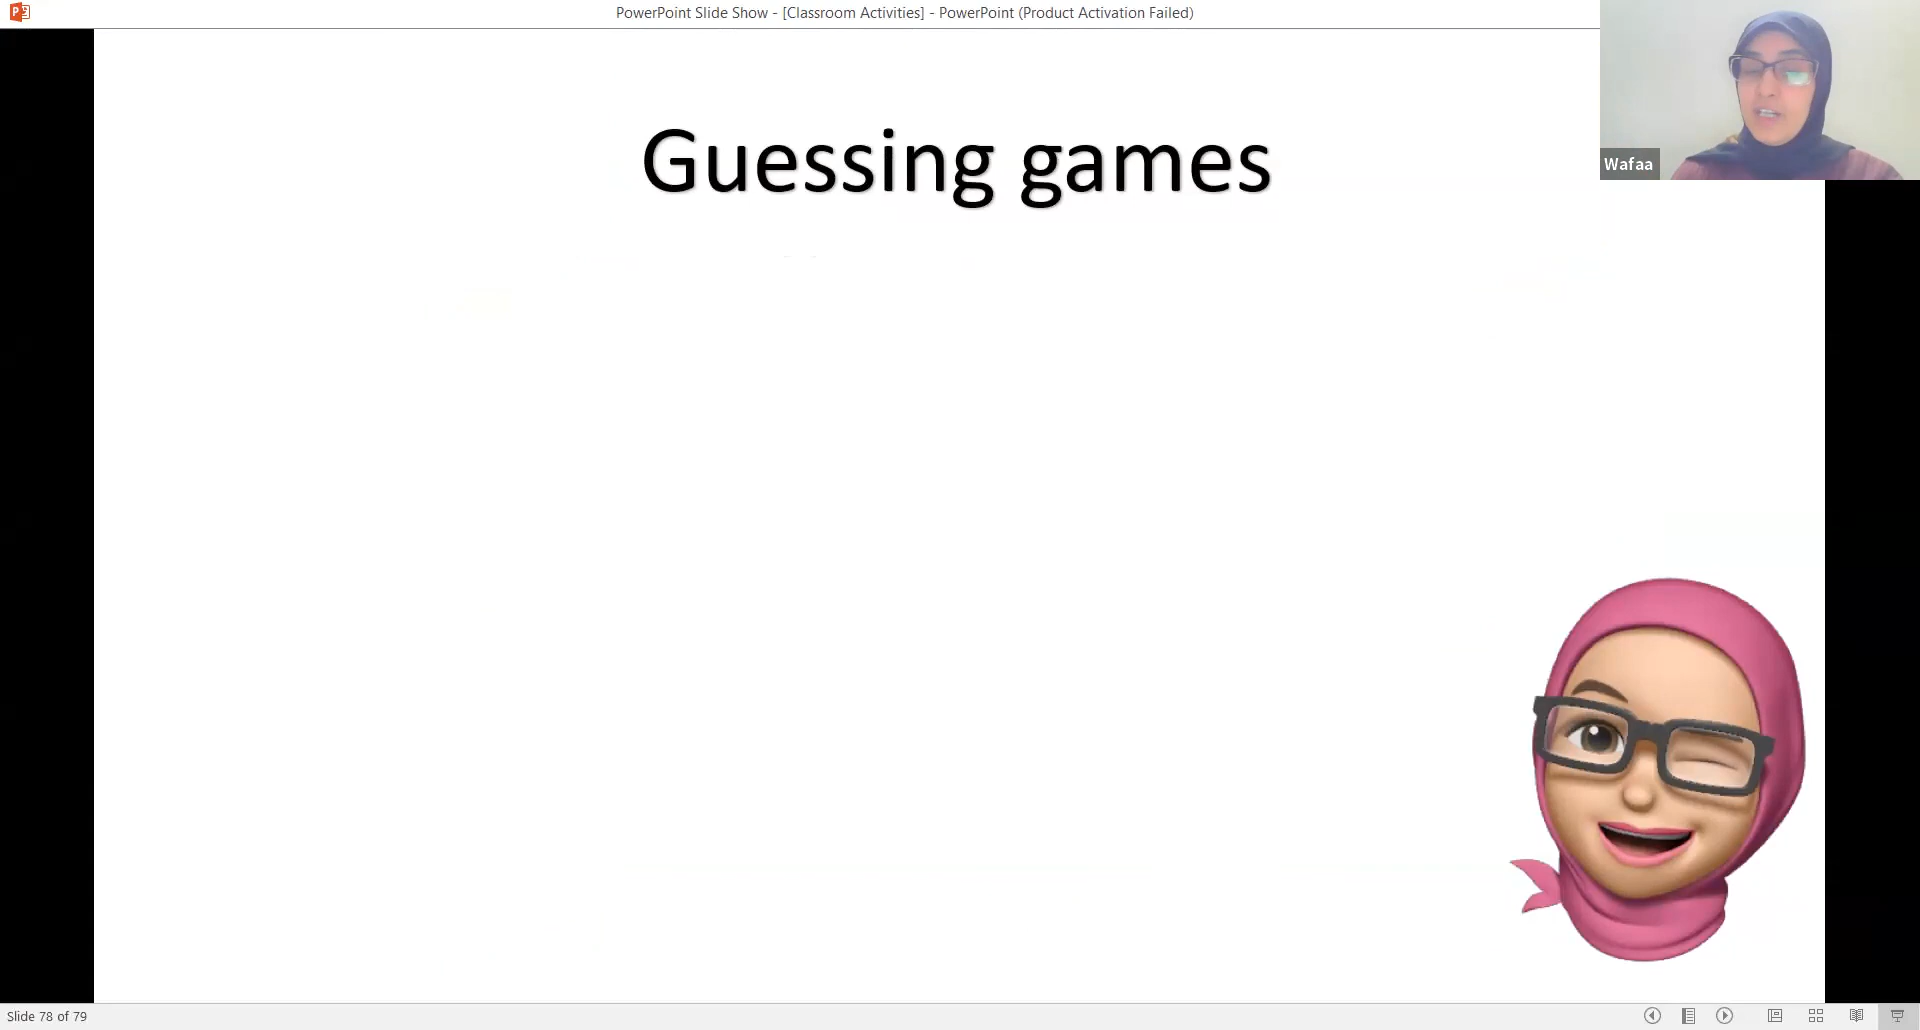 PowerPoint Slide Show - [Classroom Activities] - PowerPoint (Product Activation Failed)
Guessing games
Wafaa
Slide 78 of 79